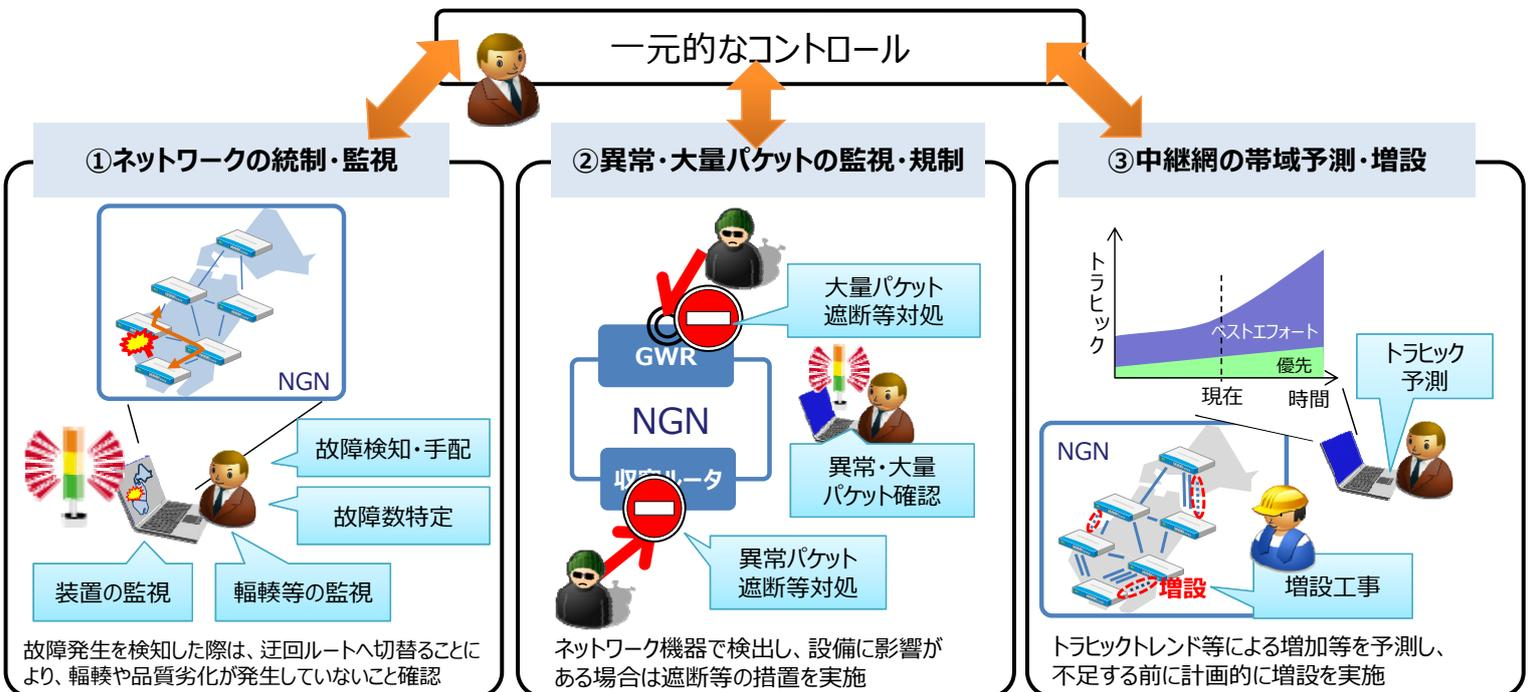 一元的なコントロール
①ネットワークの統制・監視
NGN
故障検知・手配
故障数特定
装置の監視
輻輳等の監視
故障発生を検知した際は、迂回ルートへ切替ることに
より、輻輳や品質劣化が発生していないこと確認
②異常・大量パケットの監視・規制
大量パケット
遮断等対処
GWR
NGN
異常・大量
パケット確認
収容ルータ
異常パケット
遮断等対処
ネットワーク機器で検出し、設備に影響が
ある場合は遮断等の措置を実施
③中継網の帯域予測・増設
トラヒック
ベストエフォート
優先
現在
時間
トラヒック
予測
NGN
増設
増設工事
トラヒックトレンド等による増加等を予測し、
不足する前に計画的に増設を実施